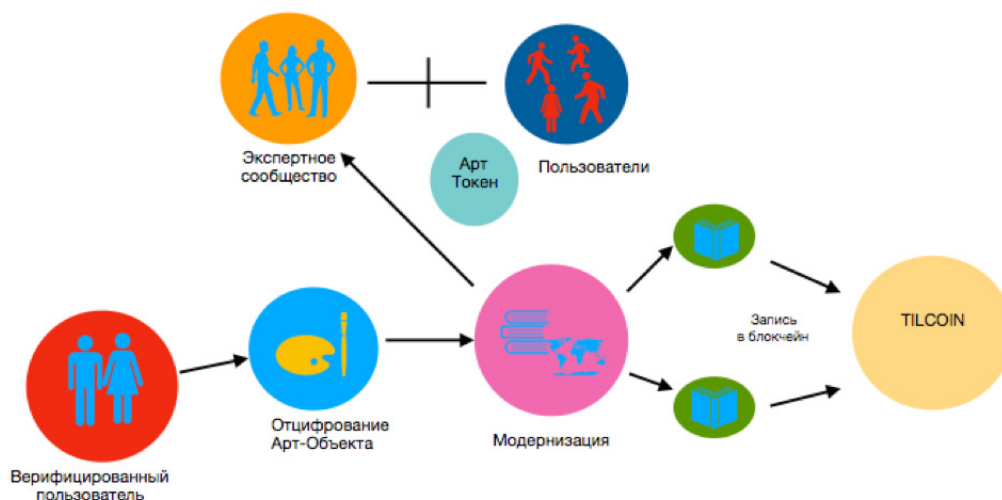 Экспертное
сообщество
Арт
Токен
Пользователи
Запись
в блокчейн
TILCOIN
Отцифрование
Арт-Объекта
Модернизация
Верифицированный
пользователь